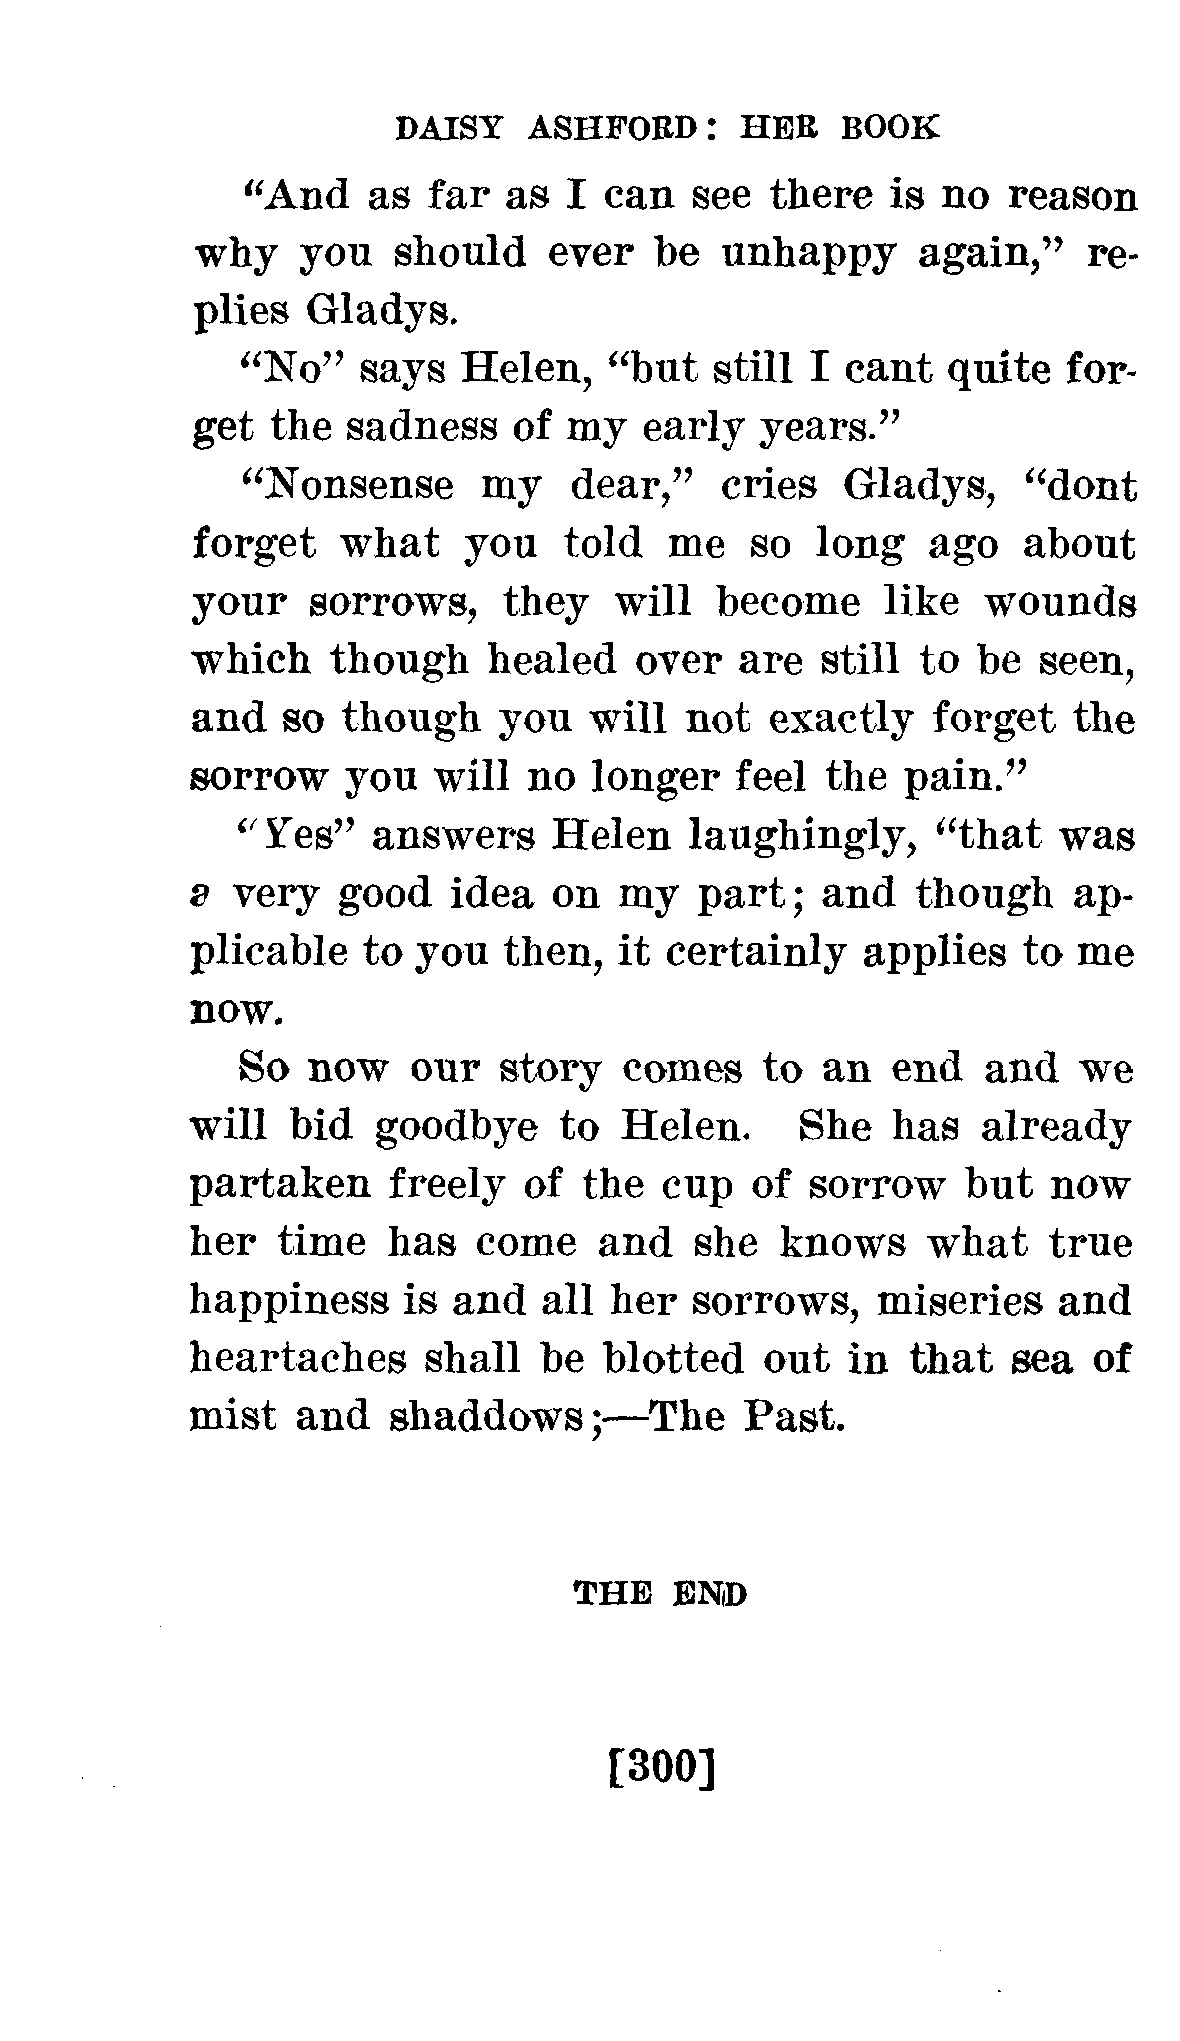 DAISY ASHFORD: HER BOOK
“And as far as I can see there is no reason
why you should ever be unhappy again,” re-
plies Gladys.
“No” says Helen, “but still I cant quite for-
get the sadness of my early years.”
“Nonsense my dear,” cries Gladys, “dont
forget what you told me so long ago about
your sorrows, they will become like wounds
which though healed over are still to be seen,
and so though you will not exactly forget the
sorrow you will no longer feel the pain.”
“Yes” answers Helen laughingly, “that was
a very good idea on my part; and though ap-
plicable to you then, it certainly applies to me
now.
So now our story comes to an end and we
will bid goodbye to Helen. She has already
partaken freely of the cup of sorrow but now
her time has come and she knows what true
happiness is and all her sorrows, miseries and
heartaches shall be blotted out in that sea of
mist and shaddows;—The Past.
THE END
[300]